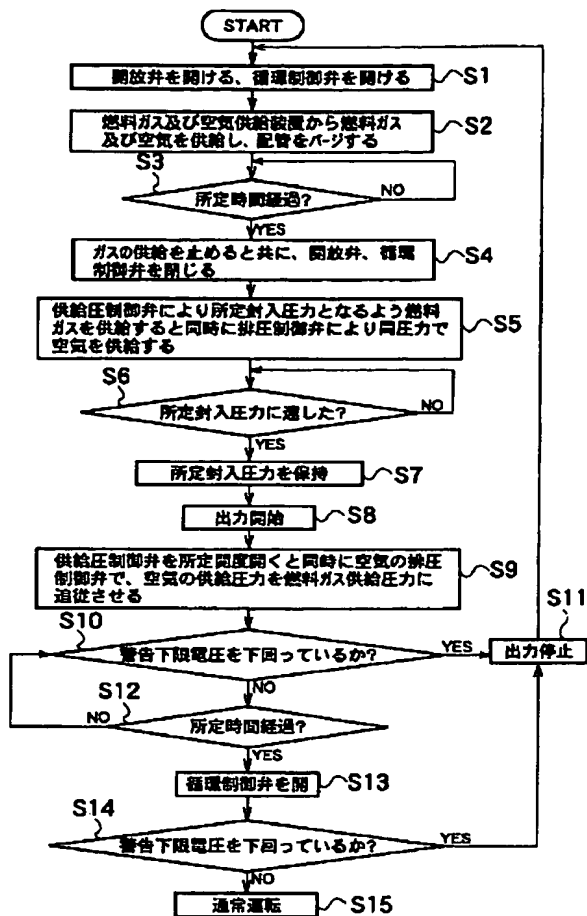 START
開放弁を開ける、循環制御弁を開ける
S1
燃料ガス及び空気供給装置から燃料ガス
及び空気を供給し、配管をパージする
S2
S3
所定時間経過?
NO
YES
ガスの供給を止めると共に、開放弁、循環
制御弁を閉じる
S4
供給圧制御弁により所定封入圧力となるよう燃料
ガスを供給すると同時に排圧制御弁により同圧力で
空気を供給する
S5
S6
所定封入圧力に達した?
NO
YES
所定封入圧力を保持
S7
出力開始
S8
供給圧制御弁を所定開度開くと同時に空気の排圧
制御弁で、空気の供給圧力を燃料ガス供給圧力に
追従させる
S9
S10
警告下限電圧を下回っているか?
YES
S11
出力停止
NO
S12
所定時間経過?
NO
YES
循環制御弁を開
S13
S14
警告下限電圧を下回っているか?
YES
NO
通常運転
S15